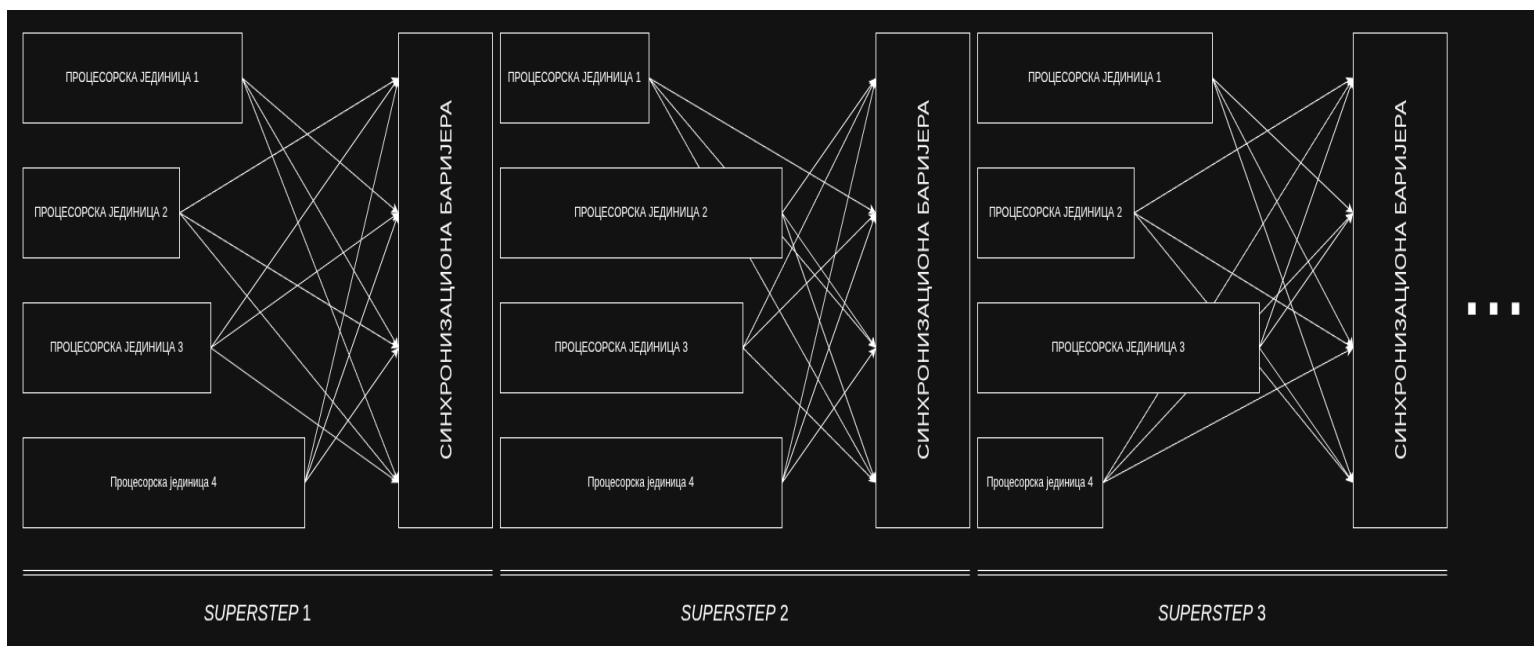 ПРОЦЕСОРСКА ЈЕДИНИЦА 1
ПРОЦЕСОРСКА ЈЕДИНИЦА 2
ПРОЦЕСОРСКА ЈЕДИНИЦА 3
Процесорска јединица 4
СИНХРОНИЗАЦИОНА БАРИЈЕРА
SUPERSTEP 1
ПРОЦЕСОРСКА ЈЕДИНИЦА 1
ПРОЦЕСОРСКА ЈЕДИНИЦА 2
ПРОЦЕСОРСКА ЈЕДИНИЦА 3
Процесорска јединица 4
СИНХРОНИЗАЦИОНА БАРИЈЕРА
SUPERSTEP 2
ПРОЦЕСОРСКА ЈЕДИНИЦА 1
ПРОЦЕСОРСКА ЈЕДИНИЦА 2
ПРОЦЕСОРСКА ЈЕДИНИЦА 3
Процесорска јединица 4
СИНХРОНИЗАЦИОНА БАРИЈЕРА
SUPERSTEP 3
...